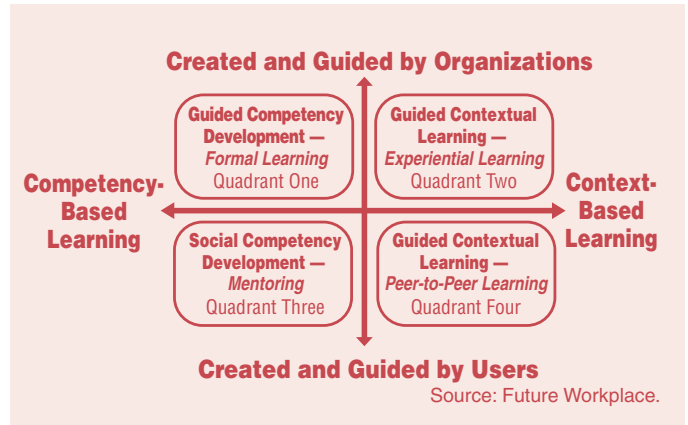 Created and Guided by Organizations
Guided Competency
Development —
Formal Learning
Quadrant One
Guided Contextual
Learning —
Experiential Learning
Quadrant Two
Competency-
Based
Learning
Context-
Based
Learning
Social Competency
Development —
Mentoring
Quadrant Three
Guided Contextual
Learning —
Peer-to-Peer Learning
Quadrant Four
Created and Guided by Users
Source: Future Workplace.